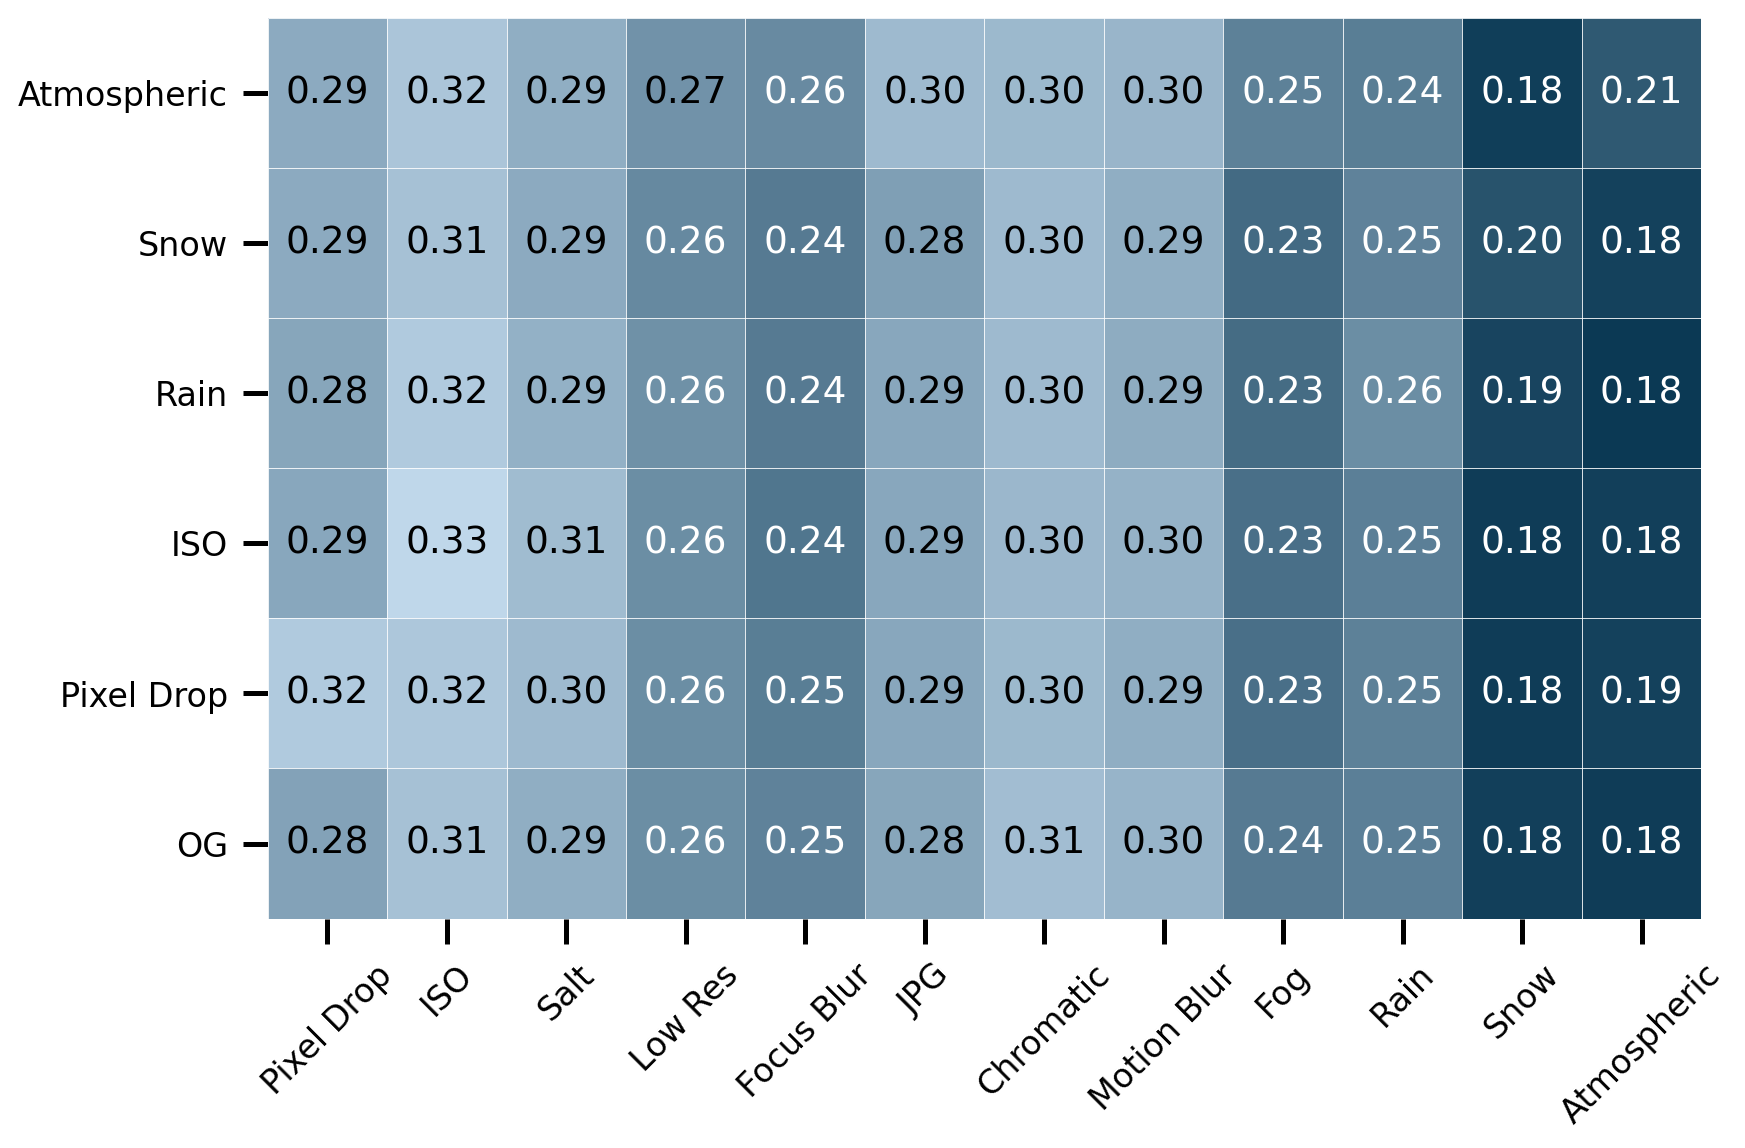 Atmospheric 0.29 0.32 0.29 0.27 0.26 0.30 0.30 0.30 0.25 0.24 0.18 0.21
Snow 0.29 0.31 0.29 0.26 0.24 0.28 0.30 0.29 0.23 0.25 0.20 0.18
Rain 0.28 0.32 0.29 0.26 0.24 0.29 0.30 0.29 0.23 0.26 0.19 0.18
ISO 0.29 0.33 0.31 0.26 0.24 0.29 0.30 0.30 0.23 0.25 0.18 0.18
Pixel Drop 0.32 0.32 0.30 0.26 0.25 0.29 0.30 0.29 0.23 0.25 0.18 0.19
OG 0.28 0.31 0.29 0.26 0.25 0.28 0.31 0.30 0.24 0.25 0.18 0.18
Pixel Drop ISO Salt Low Res Focus Blur JPG Chromatic Motion Blur Fog Rain Snow Atmospheric